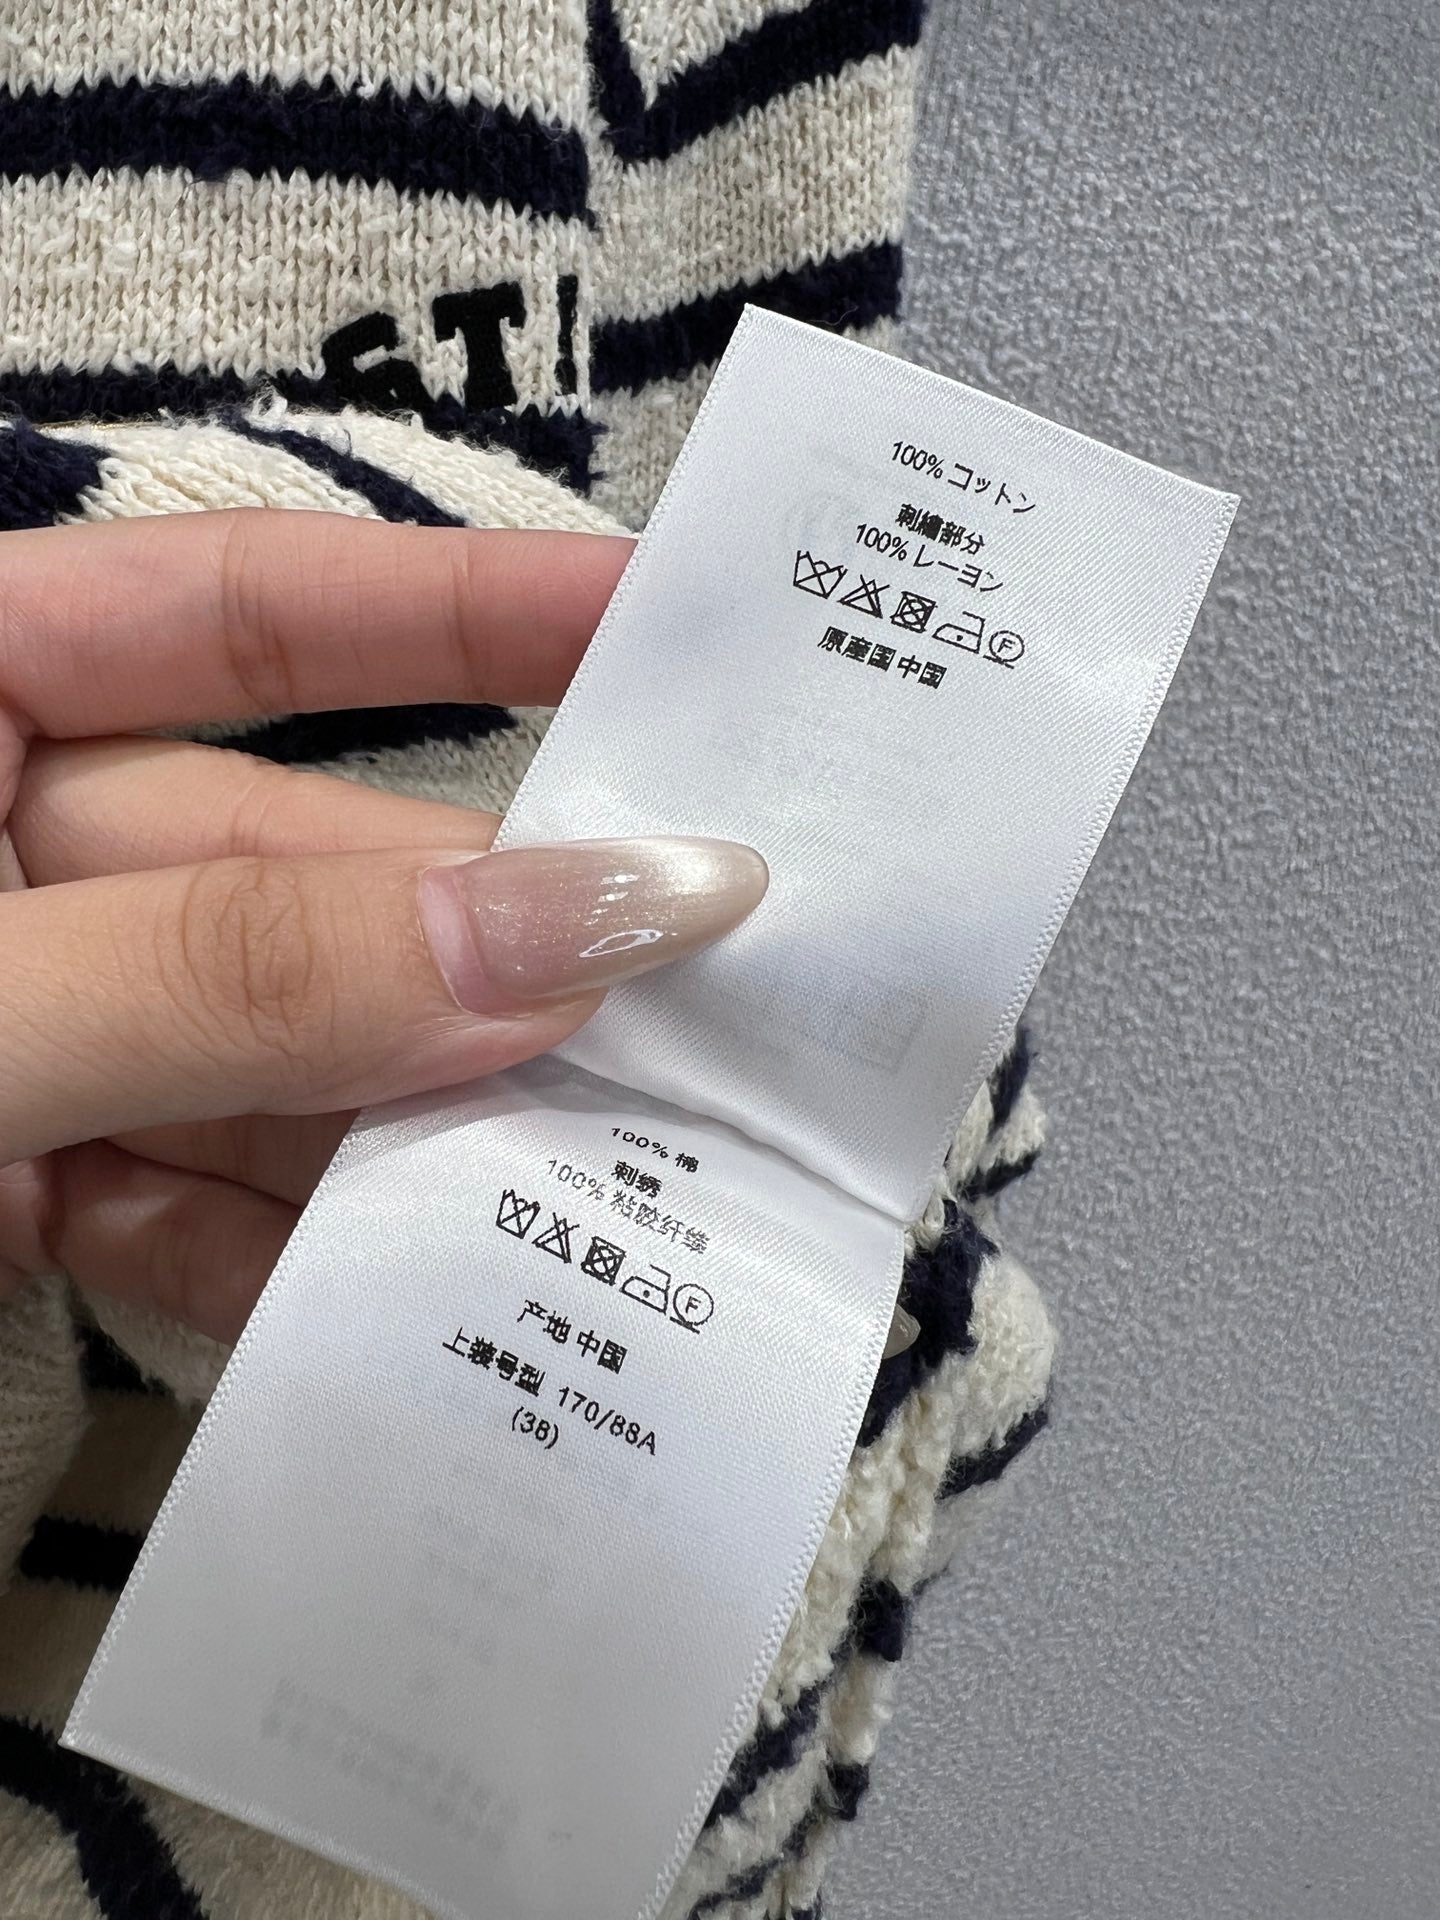 STI
100% コットン
刺繍部分
100% レーヨン
F
原産国 中国
100% 棉
刺绣
100% 粘胶纤维
F
产地 中国
上装号型 170/88A
(38)